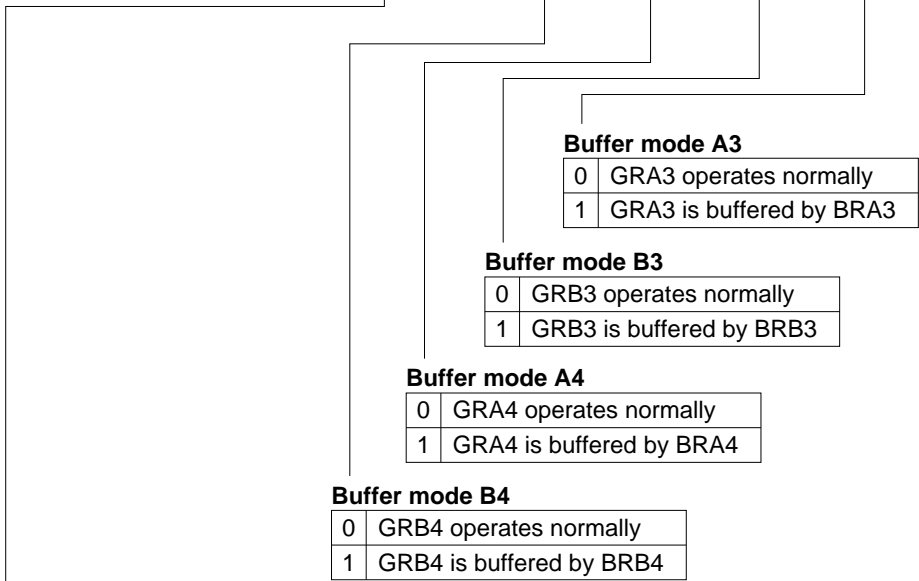 Buffer mode A3
0 GRA3 operates normally
1 GRA3 is buffered by BRA3
Buffer mode B3
0 GRB3 operates normally
1 GRB3 is buffered by BRB3
Buffer mode A4
0 GRA4 operates normally
1 GRA4 is buffered by BRA4
Buffer mode B4
0 GRB4 operates normally
1 GRB4 is buffered by BRB4